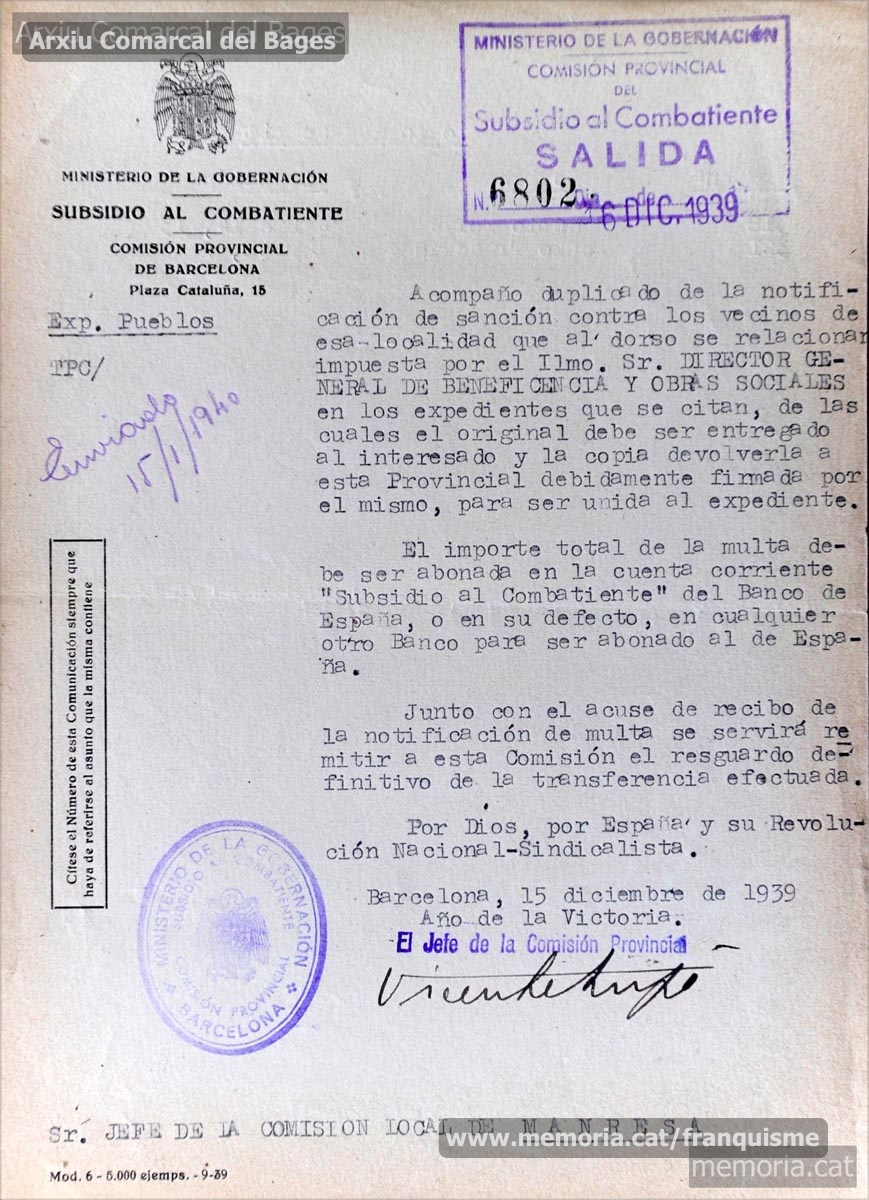 Arxiu Comarcal del Bages
Arxiu Comarcal del Bages
MINISTERIO DE LA GOBERNACIÓN
SUBSIDIO AL COMBATIENTE
COMISIÓN PROVINCIAL
DE BARCELONA
Plaza Cataluña, 15
MINISTERIO DE LA GOBERNACIÓN
COMISIÓN PROVINCIAL
DEL
Subsidio al Combatiente
SALIDA
N. 6802 Día de
16 DIC. 1939
Exp. Pueblos
TPC/
Enviado
15/1/1940
Acompaño duplicado de la notifi-
cación de sanción contra los vecinos de
esa localidad que al dorso se relacionan
impuesta por el Ilmo. Sr. DIRECTOR GE-
NERAL DE BENEFICENCIA Y OBRAS SOCIALES
en los expedientes que se citan, de las
cuales el original debe ser entregado
al interesado y la copia devolverla a
esta Provincial debidamente firmada por
el mismo, para ser unida al expediente.
El importe total de la multa de-
be ser abonada en la cuenta corriente
"Subsidio al Combatiente" del Banco de
España, o en su defecto, en cualquier
otro Banco para ser abonado al de Espa-
ña.
Junto con el acuse de recibo de
la notificación de multa se servirá re
mitir a esta Comisión el resguardo de-
finitivo de la transferencia efectuada.
Por Dios, por España y su Revolu-
ción Nacional-Sindicalista.
Barcelona, 15 diciembre de 1939
Año de la Victoria.
El Jefe de la Comisión Provincial
Cítese el Número de esta Comunicación siempre que
haya de referirse al asunto que la misma contiene
MINISTERIO DE LA GOBERNACIÓN
SUBSIDIO AL COMBATIENTE
COMISIÓN PROVINCIAL
BARCELONA
Sr. JEFE DE LA COMISION LOCAL DE MANRESA
www.memoria.cat/franquisme
memoria.cat
Mod. 6 - 5.000 ejemps. - 9-39